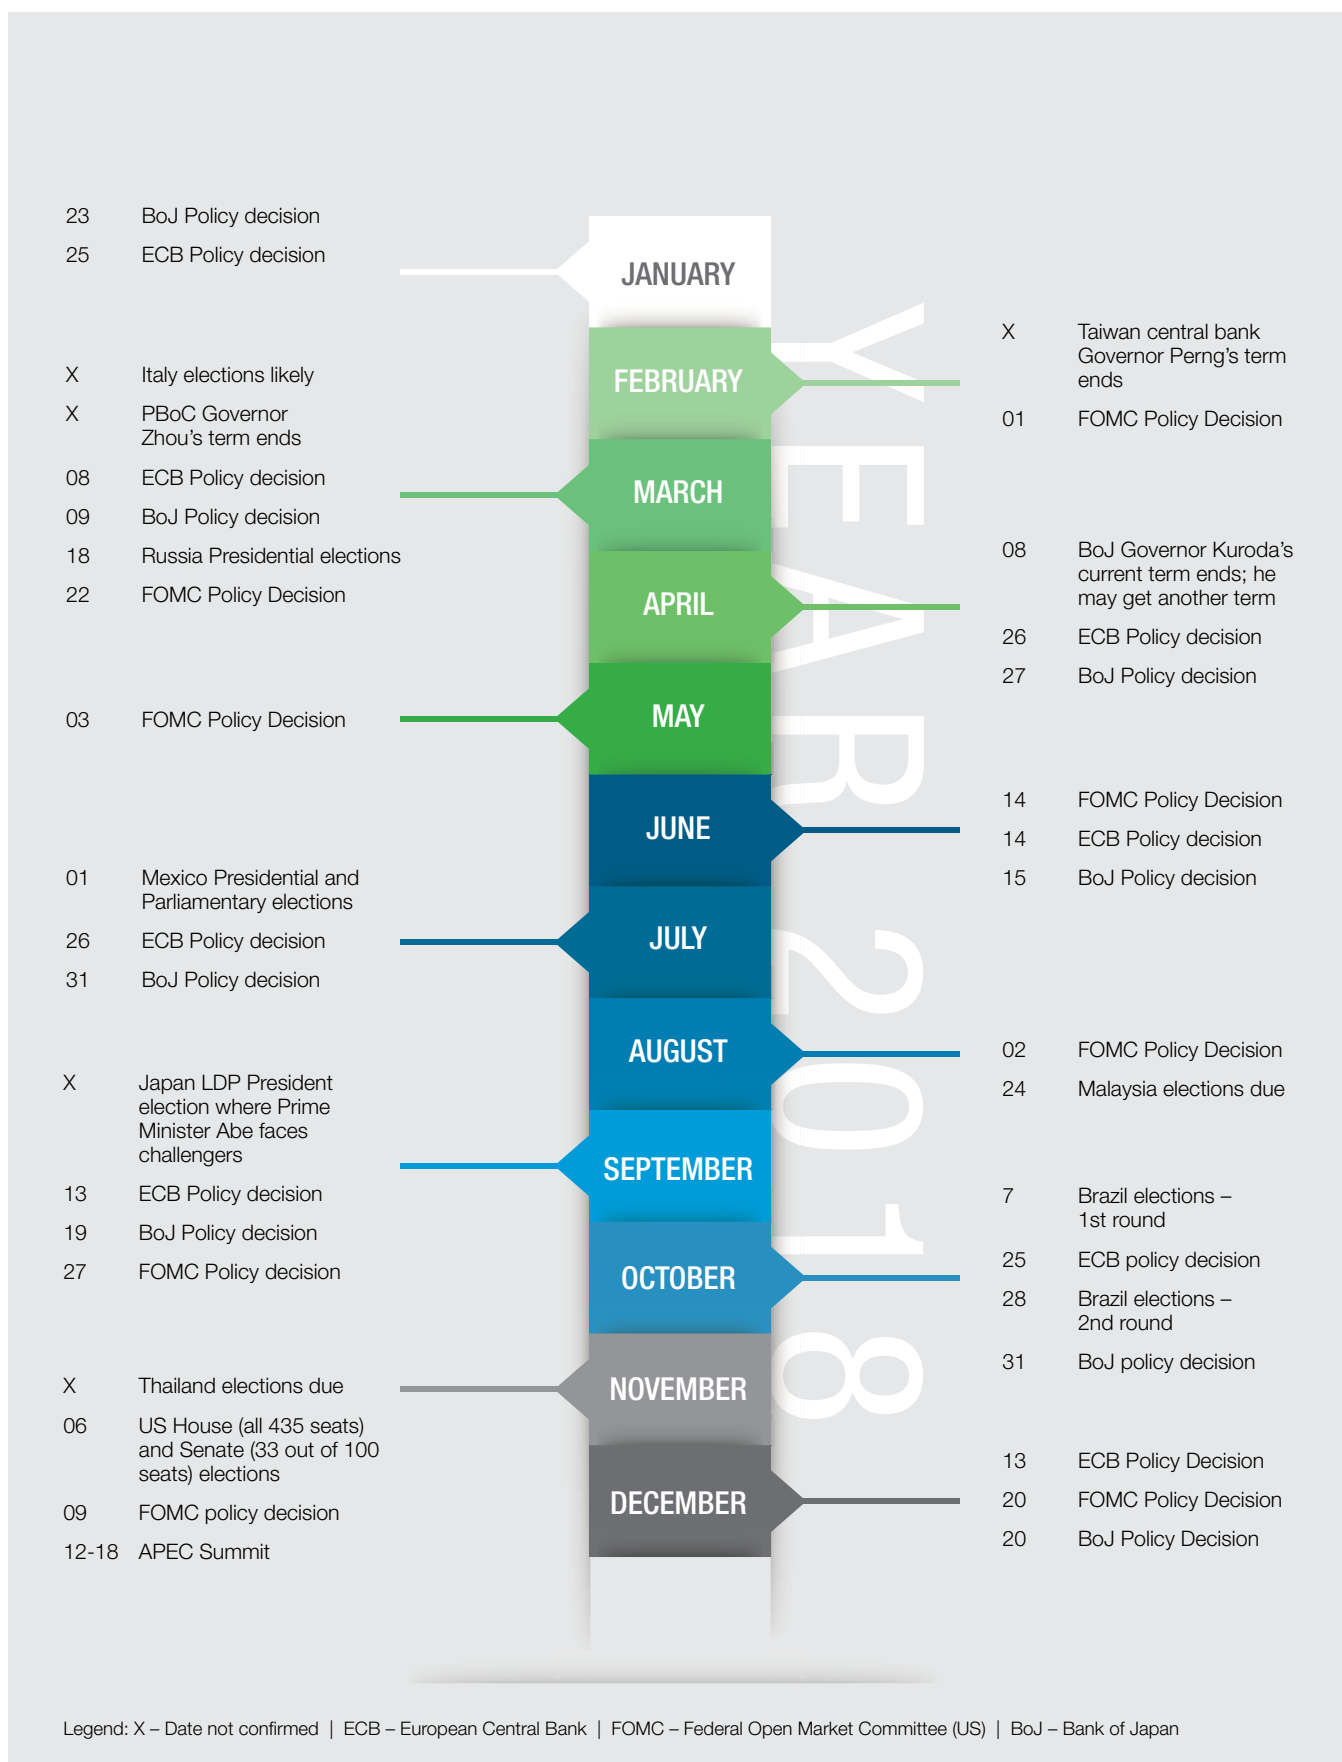 JANUARY
23 BoJ Policy decision
25 ECB Policy decision
FEBRUARY
X Taiwan central bank
Governor Perng’s term
ends
01 FOMC Policy Decision
MARCH
X Italy elections likely
X PBoC Governor
Zhou’s term ends
08 ECB Policy decision
09 BoJ Policy decision
18 Russia Presidential elections
22 FOMC Policy Decision
APRIL
08 BoJ Governor Kuroda’s
current term ends; he
may get another term
26 ECB Policy decision
27 BoJ Policy decision
MAY
03 FOMC Policy Decision
JUNE
14 FOMC Policy Decision
14 ECB Policy decision
15 BoJ Policy decision
JULY
01 Mexico Presidential and
Parliamentary elections
26 ECB Policy decision
31 BoJ Policy decision
AUGUST
02 FOMC Policy Decision
24 Malaysia elections due
SEPTEMBER
X Japan LDP President
election where Prime
Minister Abe faces
challengers
13 ECB Policy decision
19 BoJ Policy decision
27 FOMC Policy decision
OCTOBER
7 Brazil elections –
1st round
25 ECB policy decision
28 Brazil elections –
2nd round
31 BoJ policy decision
NOVEMBER
X Thailand elections due
06 US House (all 435 seats)
and Senate (33 out of 100
seats) elections
09 FOMC policy decision
12-18 APEC Summit
DECEMBER
13 ECB Policy Decision
20 FOMC Policy Decision
20 BoJ Policy Decision
YEAR 2018
Legend: X – Date not confirmed | ECB – European Central Bank | FOMC – Federal Open Market Committee (US) | BoJ – Bank of Japan